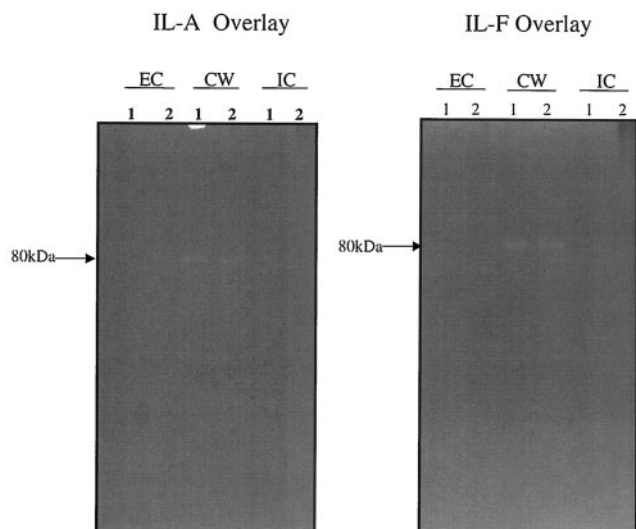 IL-A Overlay
EC CW IC
1 2 1 2 1 2
80kDa
IL-F Overlay
EC CW IC
1 2 1 2 1 2
80kDa